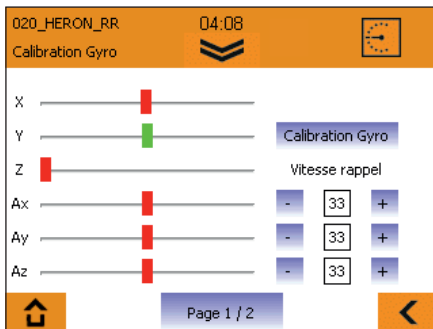 020_HERON_RR
04:08
Calibration Gyro
X
Y
Calibration Gyro
Z
Vitesse rappel
Ax - 33 +
Ay - 33 +
Az - 33 +
Page 1 / 2